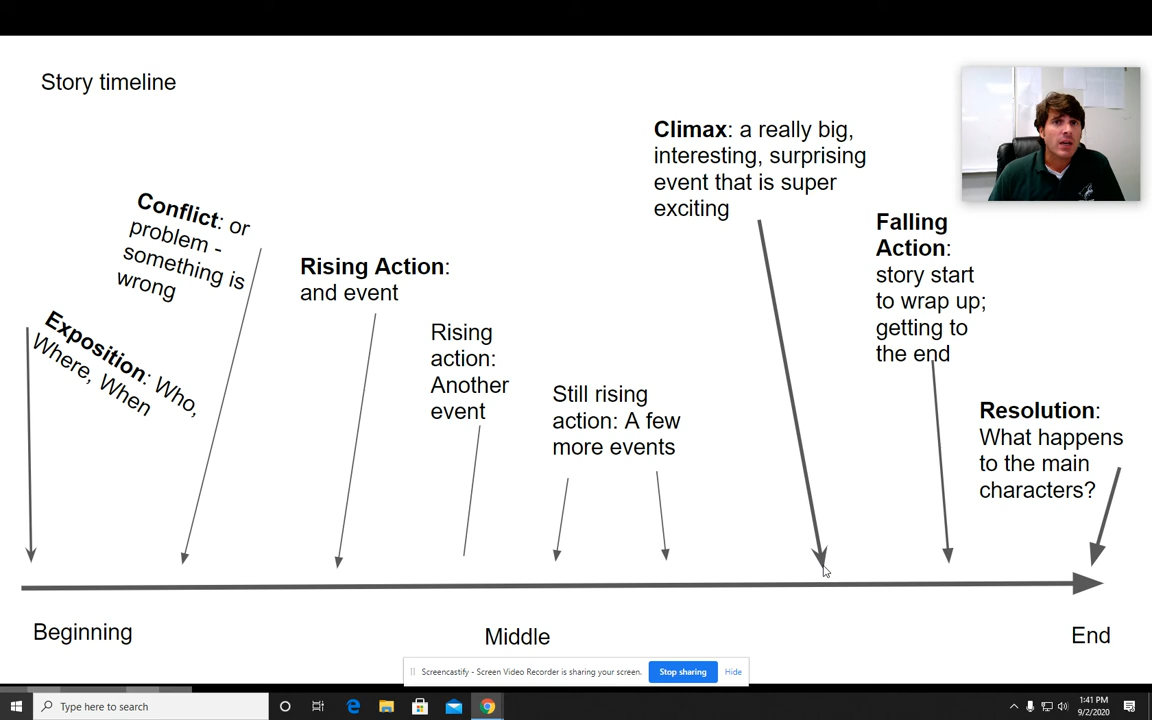 Story timeline
Climax: a really big,
interesting, surprising
event that is super
exciting
Conflict: or
problem -
something is
wrong
Falling
Action:
story start
to wrap up;
getting to
the end
Rising Action:
and event
Exposition: Who,
Where, When
Rising
action:
Another
event
Still rising
action: A few
more events
Resolution:
What happens
to the main
characters?
Beginning
Middle
End
Screencastify - Screen Video Recorder is sharing your screen.
Stop sharing
Hide
Type here to search
1:41 PM
9/2/2020